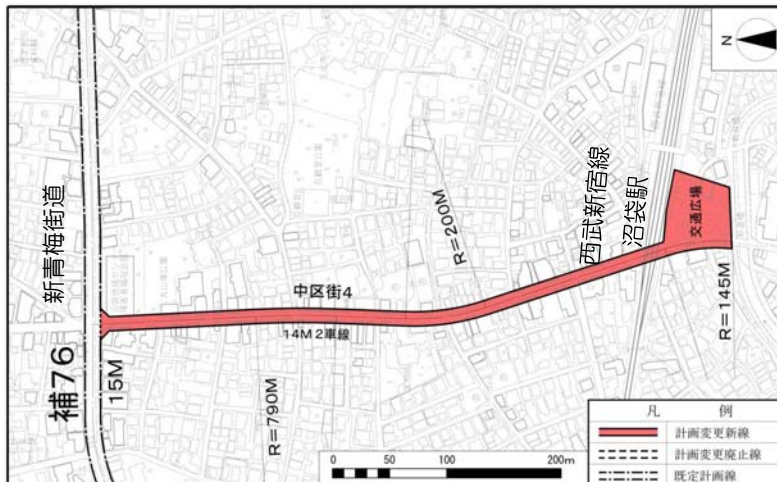 N
新青梅街道
補76
15M
中区街4
14M 2車線
R=790M
R=200M
西武新宿線
沼袋駅
交通広場
R=145M
0 50 100 200m
凡 例
計画変更新線
計画変更廃止線
既定計画線